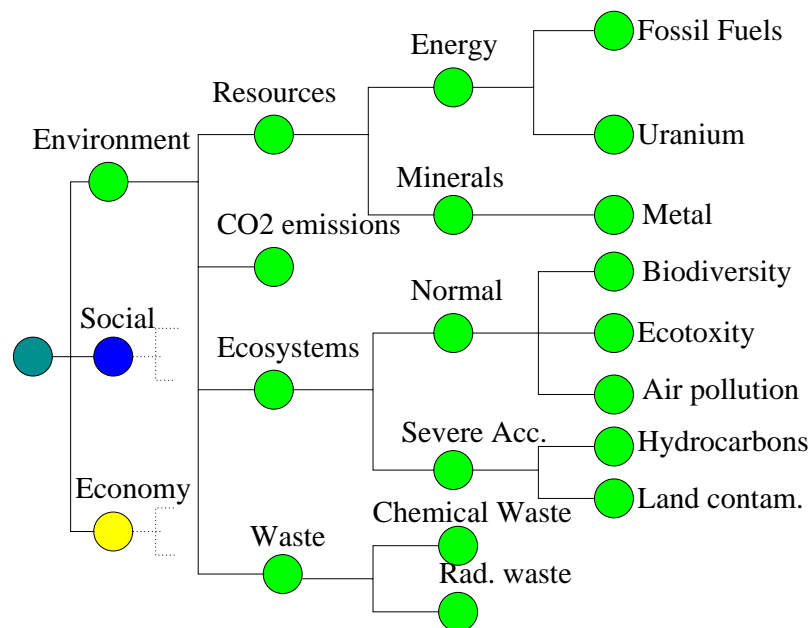 Fossil Fuels
Energy
Resources
Environment
Uranium
Minerals
Metal
CO2 emissions
Biodiversity
Normal
Social
Ecosystems
Ecotoxity
Air pollution
Severe Acc.
Hydrocarbons
Economy
Land contam.
Chemical Waste
Waste
Rad. waste